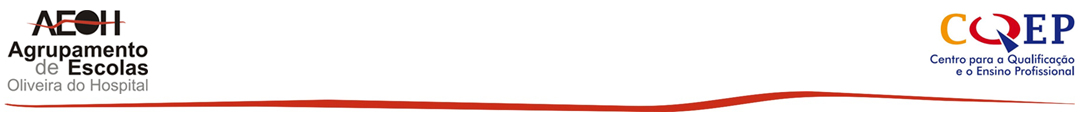 AEOH
Agrupamento
de Escolas
Oliveira do Hospital
CQEP
Centro para a Qualificação
e o Ensino Profissional